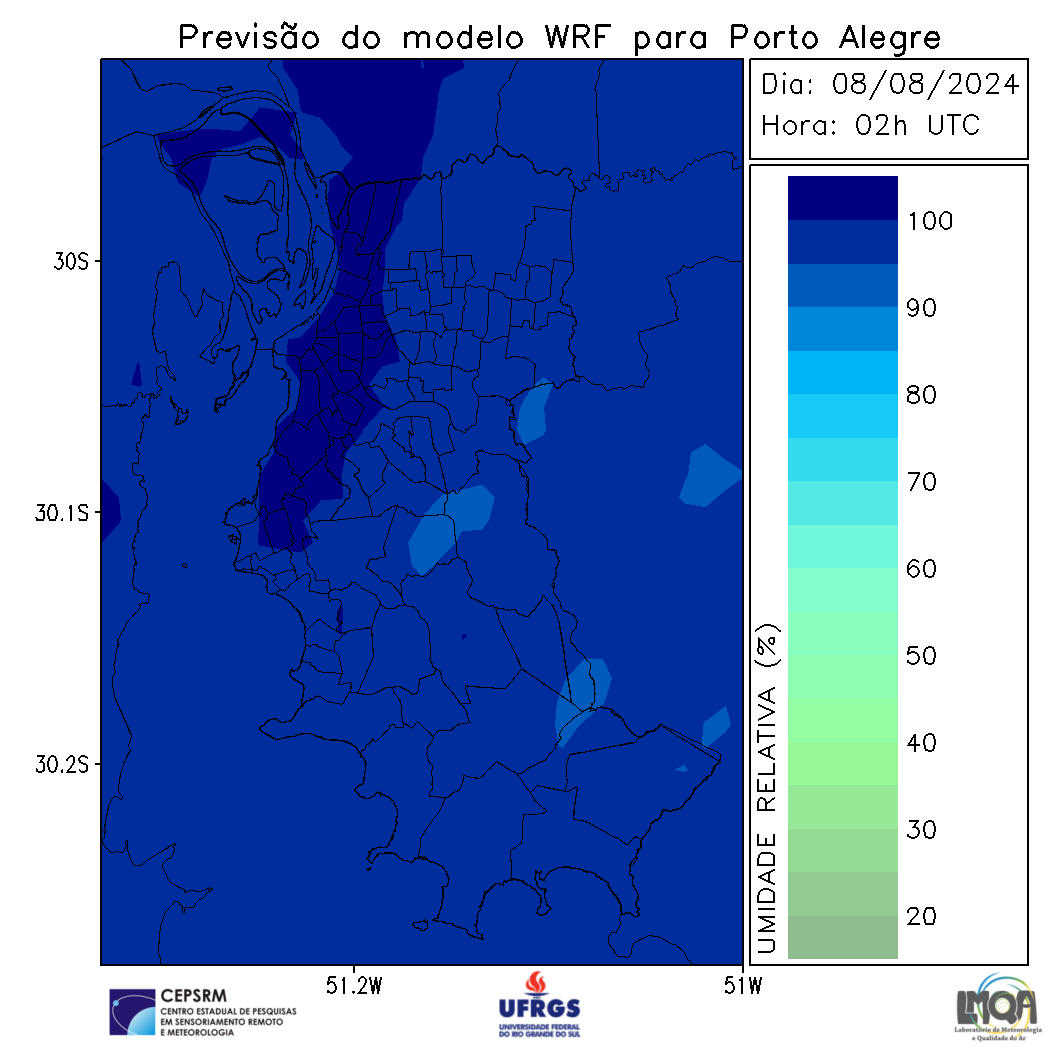 Previsão do modelo WRF para Porto Alegre
Dia: 08/08/2024
Hora: 02h UTC
30S
30.1S
30.2S
51.2W
51W
100
90
80
70
60
50
40
30
20
UMIDADE RELATIVA (%)
CEPSRM
CENTRO ESTADUAL DE PESQUISAS
EM SENSORIAMENTO REMOTO
E METEOROLOGIA
UFRGS
UNIVERSIDADE FEDERAL
DO RIO GRANDE DO SUL
LMQA
Laboratório de Meteorologia
e Qualidade do Ar